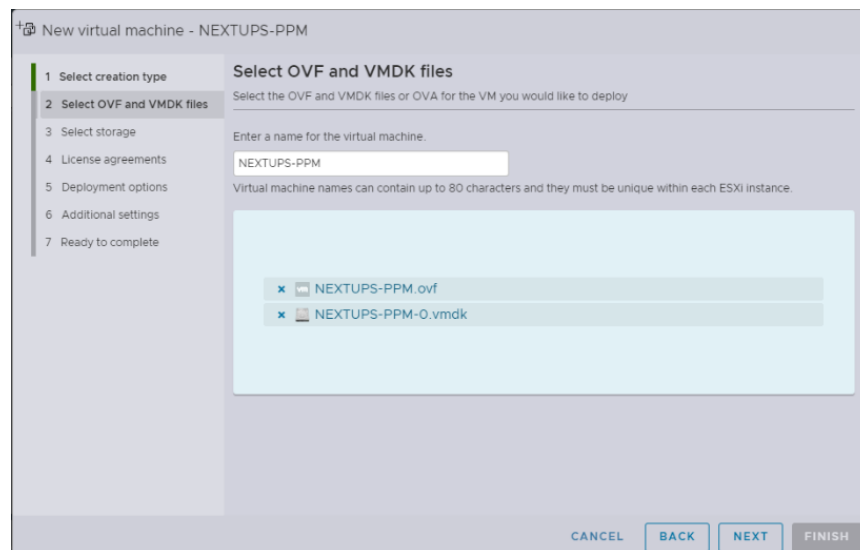 New virtual machine - NEXTUPS-PPM
1 Select creation type
2 Select OVF and VMDK files
3 Select storage
4 License agreements
5 Deployment options
6 Additional settings
7 Ready to complete
Select OVF and VMDK files
Select the OVF and VMDK files or OVA for the VM you would like to deploy
Enter a name for the virtual machine.
NEXTUPS-PPM
Virtual machine names can contain up to 80 characters and they must be unique within each ESXi instance.
× NEXTUPS-PPM.ovf
× NEXTUPS-PPM-0.vmdk
CANCEL BACK NEXT FINISH